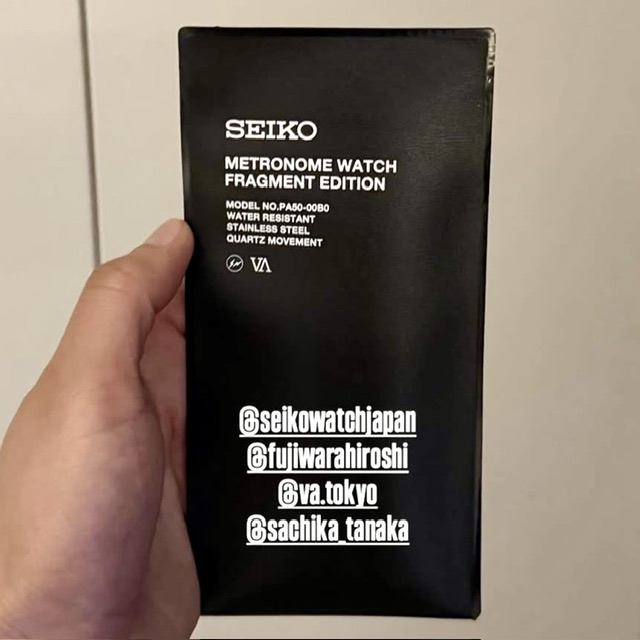 SEIKO
METRONOME WATCH
FRAGMENT EDITION
MODEL NO.PA50-00B0
WATER RESISTANT
STAINLESS STEEL
QUARTZ MOVEMENT
VA
@seikowatchjapan
@fujiwarahiroshi
@va.tokyo
@sachika_tanaka